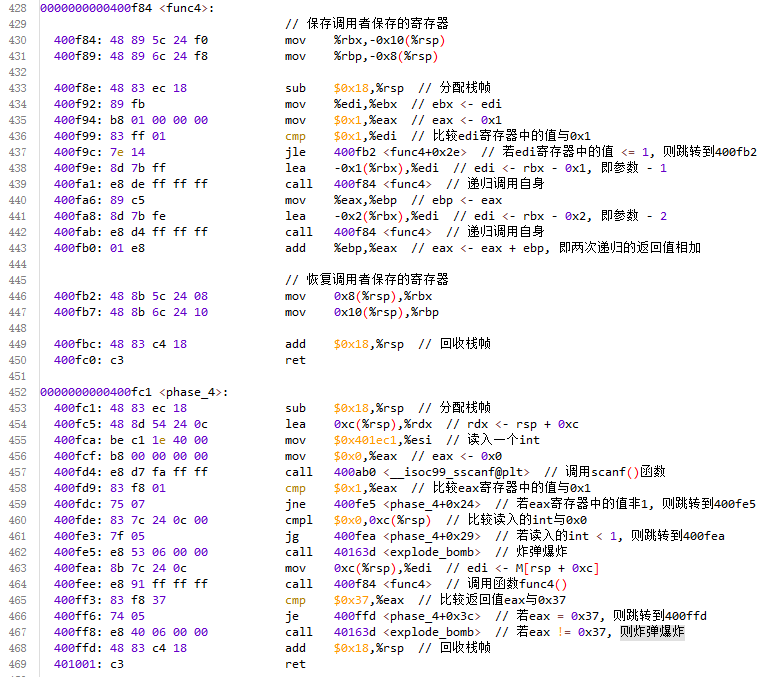 428 0000000000400f84 <func4>:
429 // 保存调用者保存的寄存器
430 400f84: 48 89 5c 24 f0 mov %rbx,-0x10(%rsp)
431 400f89: 48 89 6c 24 f8 mov %rbp,-0x8(%rsp)
432
433 400f8e: 48 83 ec 18 sub $0x18,%rsp // 分配栈帧
434 400f92: 89 fb mov %edi,%ebx // ebx <- edi
435 400f94: b8 01 00 00 00 mov $0x1,%eax // eax <- 0x1
436 400f99: 83 ff 01 cmp $0x1,%edi // 比较edi寄存器中的值与0x1
437 400f9c: 7e 14 jle 400fb2 <func4+0x2e> // 若edi寄存器中的值 <= 1, 则跳转到400fb2
438 400f9e: 8d 7b ff lea -0x1(%rbx),%edi // edi <- rbx - 0x1, 即参数 - 1
439 400fa1: e8 de ff ff ff call 400f84 <func4> // 递归调用自身
440 400fa6: 89 c5 mov %eax,%ebp // ebp <- eax
441 400fa8: 8d 7b fe lea -0x2(%rbx),%edi // edi <- rbx - 0x2, 即参数 - 2
442 400fab: e8 d4 ff ff ff call 400f84 <func4> // 递归调用自身
443 400fb0: 01 e8 add %ebp,%eax // eax <- eax + ebp, 即两次递归的返回值相加
444
445 // 恢复调用者保存的寄存器
446 400fb2: 48 8b 5c 24 08 mov 0x8(%rsp),%rbx
447 400fb7: 48 8b 6c 24 10 mov 0x10(%rsp),%rbp
448
449 400fbc: 48 83 c4 18 add $0x18,%rsp // 回收栈帧
450 400fc0: c3 ret
451
452 0000000000400fc1 <phase_4>:
453 400fc1: 48 83 ec 18 sub $0x18,%rsp // 分配栈帧
454 400fc5: 48 8d 54 24 0c lea 0xc(%rsp),%rdx // rdx <- rsp + 0xc
455 400fca: be c1 1e 40 00 mov $0x401ec1,%esi // 读入一个int
456 400fcf: b8 00 00 00 00 mov $0x0,%eax // eax <- 0x0
457 400fd4: e8 d7 fa ff ff call 400ab0 <__isoc99_sscanf@plt> // 调用scanf()函数
458 400fd9: 83 f8 01 cmp $0x1,%eax // 比较eax寄存器中的值与0x1
459 400fdc: 75 07 jne 400fe5 <phase_4+0x24> // 若eax寄存器中的值非1, 则跳转到400fe5
460 400fde: 83 7c 24 0c 00 cmpl $0x0,0xc(%rsp) // 比较读入的int与0x0
461 400fe3: 7f 05 jg 400fea <phase_4+0x29> // 若读入的int < 1, 则跳转到400fea
462 400fe5: e8 53 06 00 00 call 40163d <explode_bomb> // 炸弹爆炸
463 400fea: 8b 7c 24 0c mov 0xc(%rsp),%edi // edi <- M[rsp + 0xc]
464 400fee: e8 91 ff ff ff call 400f84 <func4> // 调用函数func4()
465 400ff3: 83 f8 37 cmp $0x37,%eax // 比较返回值eax与0x37
466 400ff6: 74 05 je 400ffd <phase_4+0x3c> // 若eax = 0x37, 则跳转到400ffd
467 400ff8: e8 40 06 00 00 call 40163d <explode_bomb> // 若eax != 0x37, 则炸弹爆炸
468 400ffd: 48 83 c4 18 add $0x18,%rsp // 回收栈帧
469 401001: c3 ret